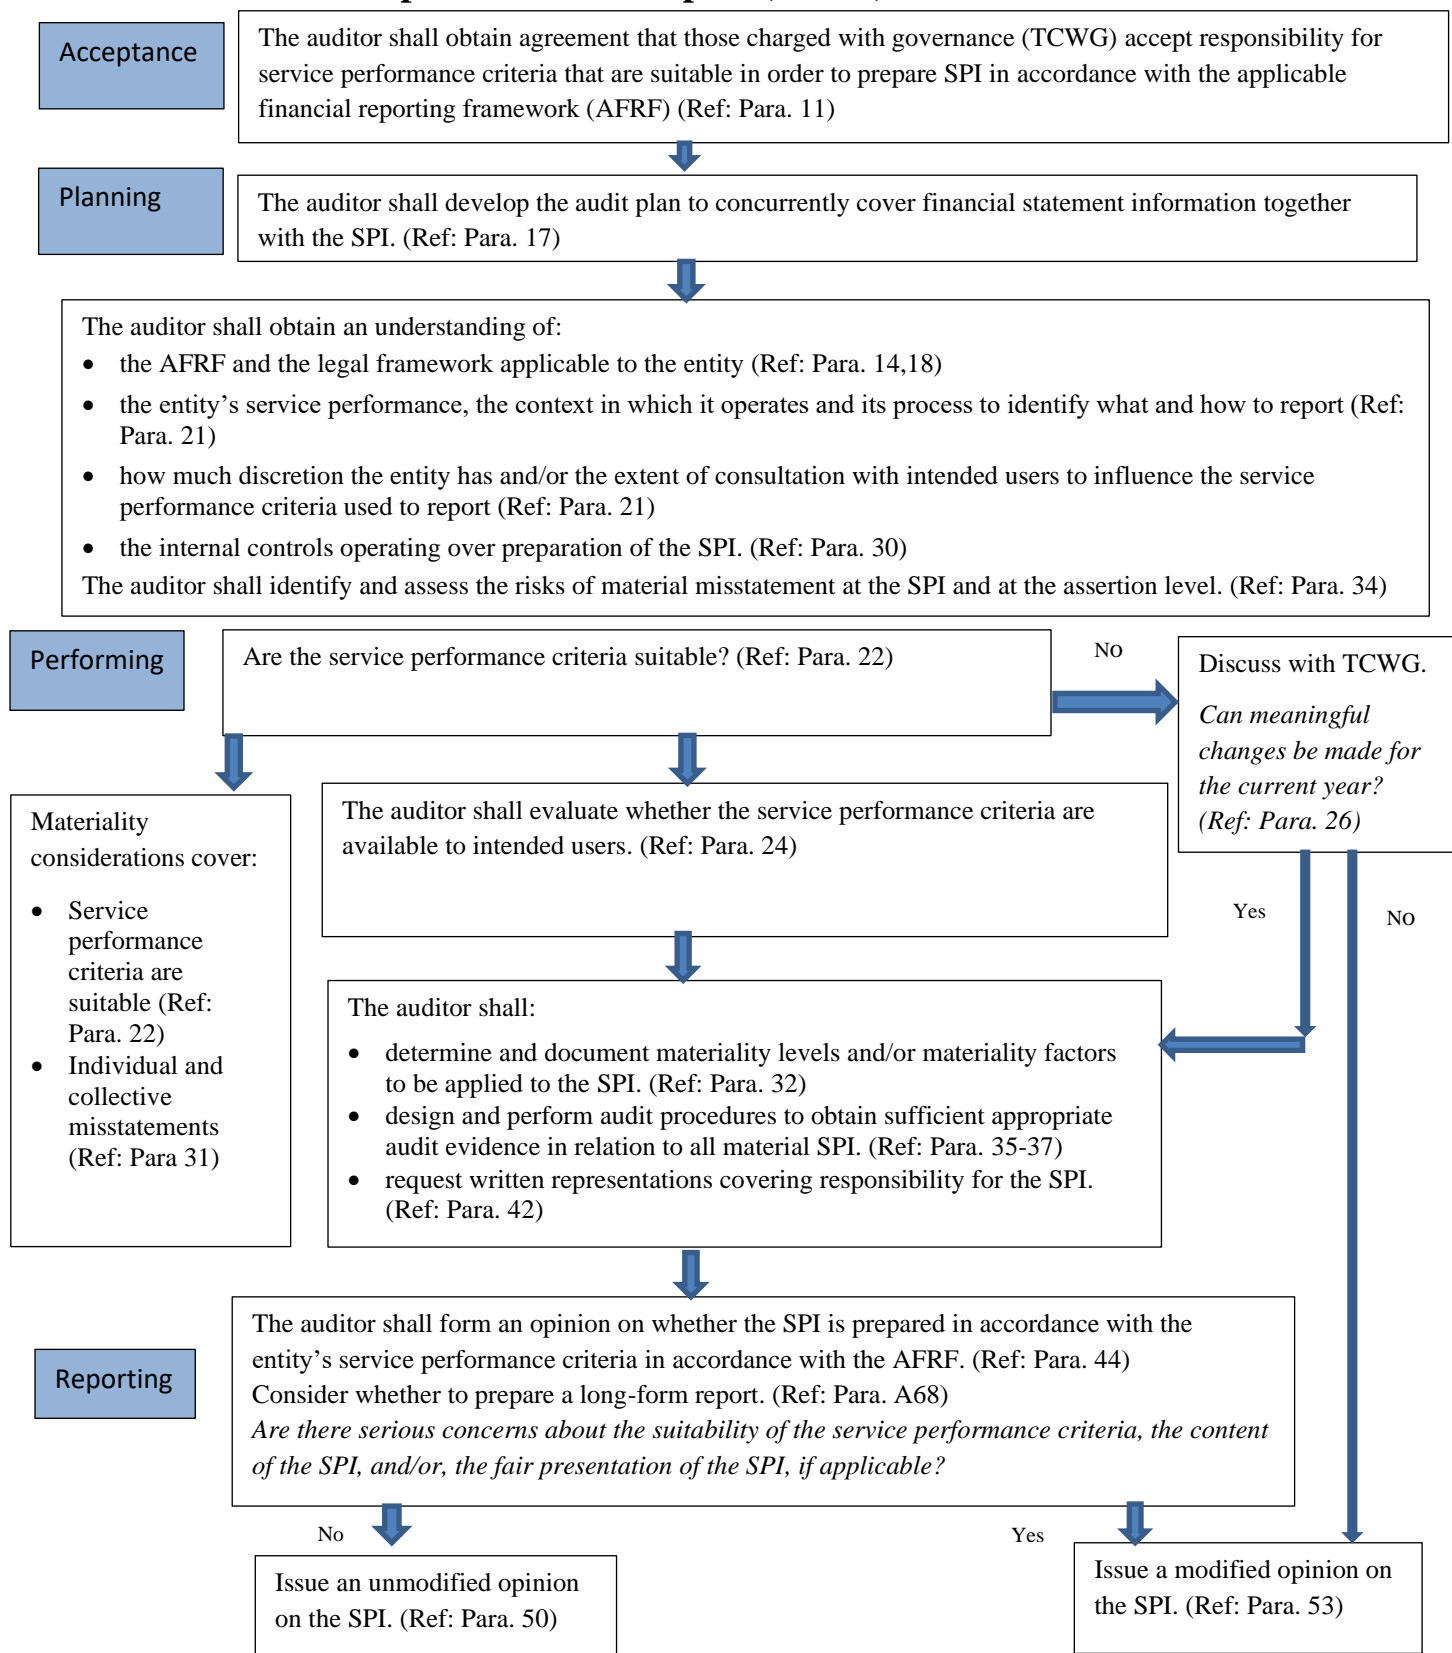 Acceptance
The auditor shall obtain agreement that those charged with governance (TCWG) accept responsibility for
service performance criteria that are suitable in order to prepare SPI in accordance with the applicable
financial reporting framework (AFRF) (Ref: Para. 11)
Planning
The auditor shall develop the audit plan to concurrently cover financial statement information together
with the SPI. (Ref: Para. 17)
The auditor shall obtain an understanding of:
• the AFRF and the legal framework applicable to the entity (Ref: Para. 14,18)
• the entity’s service performance, the context in which it operates and its process to identify what and how to report (Ref:
Para. 21)
• how much discretion the entity has and/or the extent of consultation with intended users to influence the service
performance criteria used to report (Ref: Para. 21)
• the internal controls operating over preparation of the SPI. (Ref: Para. 30)
The auditor shall identify and assess the risks of material misstatement at the SPI and at the assertion level. (Ref: Para. 34)
Performing
Are the service performance criteria suitable? (Ref: Para. 22)
NO
Discuss with TCWG.
Can meaningful
changes be made for
the current year?
(Ref: Para. 26)
Materiality
considerations cover:
• Service
performance
criteria are
suitable (Ref:
Para. 22)
• Individual and
collective
misstatements
(Ref: Para 31)
The auditor shall evaluate whether the service performance criteria are
available to intended users. (Ref: Para. 24)
Yes
NO
The auditor shall:
• determine and document materiality levels and/or materiality factors
to be applied to the SPI. (Ref: Para. 32)
• design and perform audit procedures to obtain sufficient appropriate
audit evidence in relation to all material SPI. (Ref: Para. 35-37)
• request written representations covering responsibility for the SPI.
(Ref: Para. 42)
Reporting
The auditor shall form an opinion on whether the SPI is prepared in accordance with the
entity’s service performance criteria in accordance with the AFRF. (Ref: Para. 44)
Consider whether to prepare a long-form report. (Ref: Para. A68)
Are there serious concerns about the suitability of the service performance criteria, the content
of the SPI, and/or, the fair presentation of the SPI, if applicable?
No
Yes
Issue an unmodified opinion
on the SPI. (Ref: Para. 50)
Issue a modified opinion on
the SPI. (Ref: Para. 53)